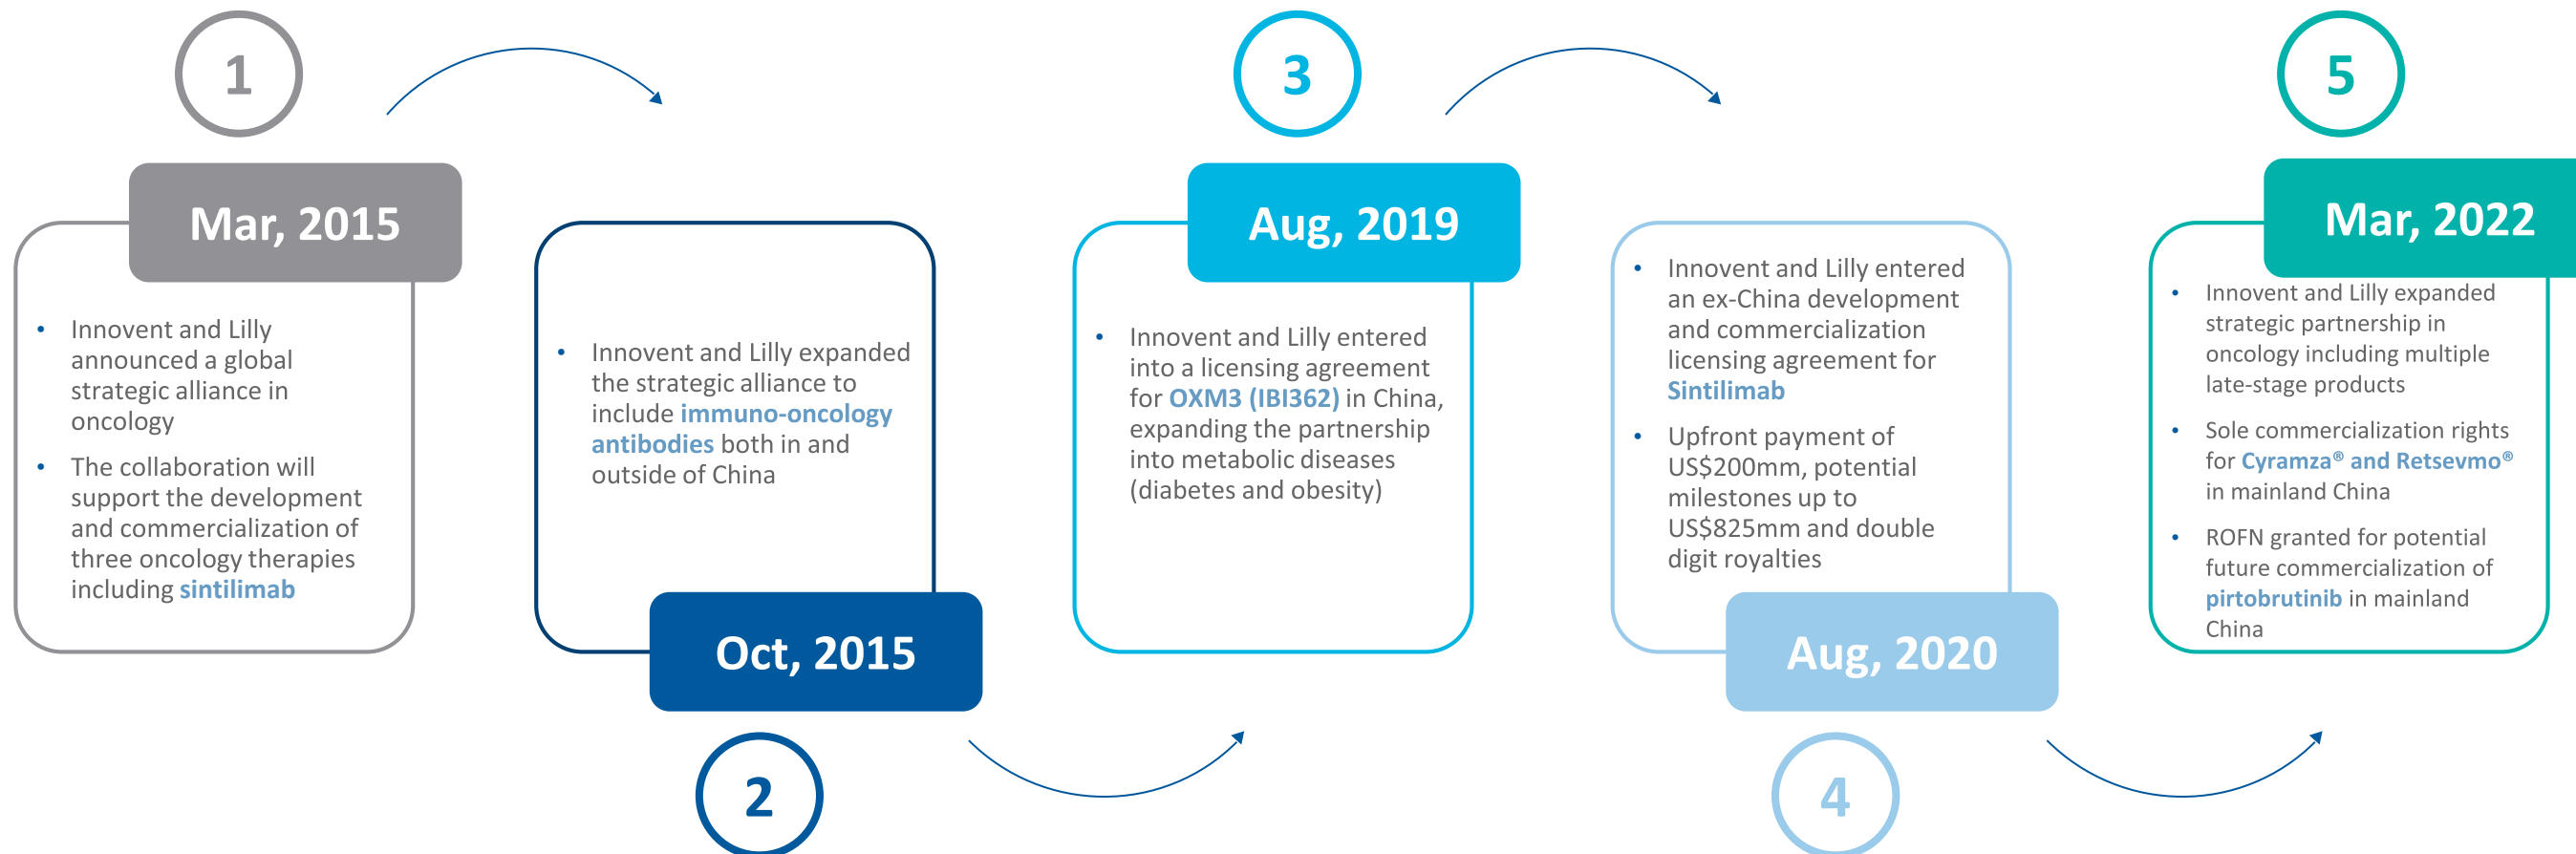 1
Mar, 2015
• Innovent and Lilly
announced a global
strategic alliance in
oncology
• The collaboration will
support the development
and commercialization of
three oncology therapies
including sintilimab
• Innovent and Lilly expanded
the strategic alliance to
include immuno-oncology
antibodies both in and
outside of China
Oct, 2015
2
3
Aug, 2019
• Innovent and Lilly entered
into a licensing agreement
for OXM3 (IBI362) in China,
expanding the partnership
into metabolic diseases
(diabetes and obesity)
• Innovent and Lilly entered
an ex-China development
and commercialization
licensing agreement for
Sintilimab
• Upfront payment of
US$200mm, potential
milestones up to
US$825mm and double
digit royalties
Aug, 2020
4
5
Mar, 2022
• Innovent and Lilly expanded
strategic partnership in
oncology including multiple
late-stage products
• Sole commercialization rights
for Cyramza® and Retsevmo®
in mainland China
• ROFN granted for potential
future commercialization of
pirtobrutinib in mainland
China